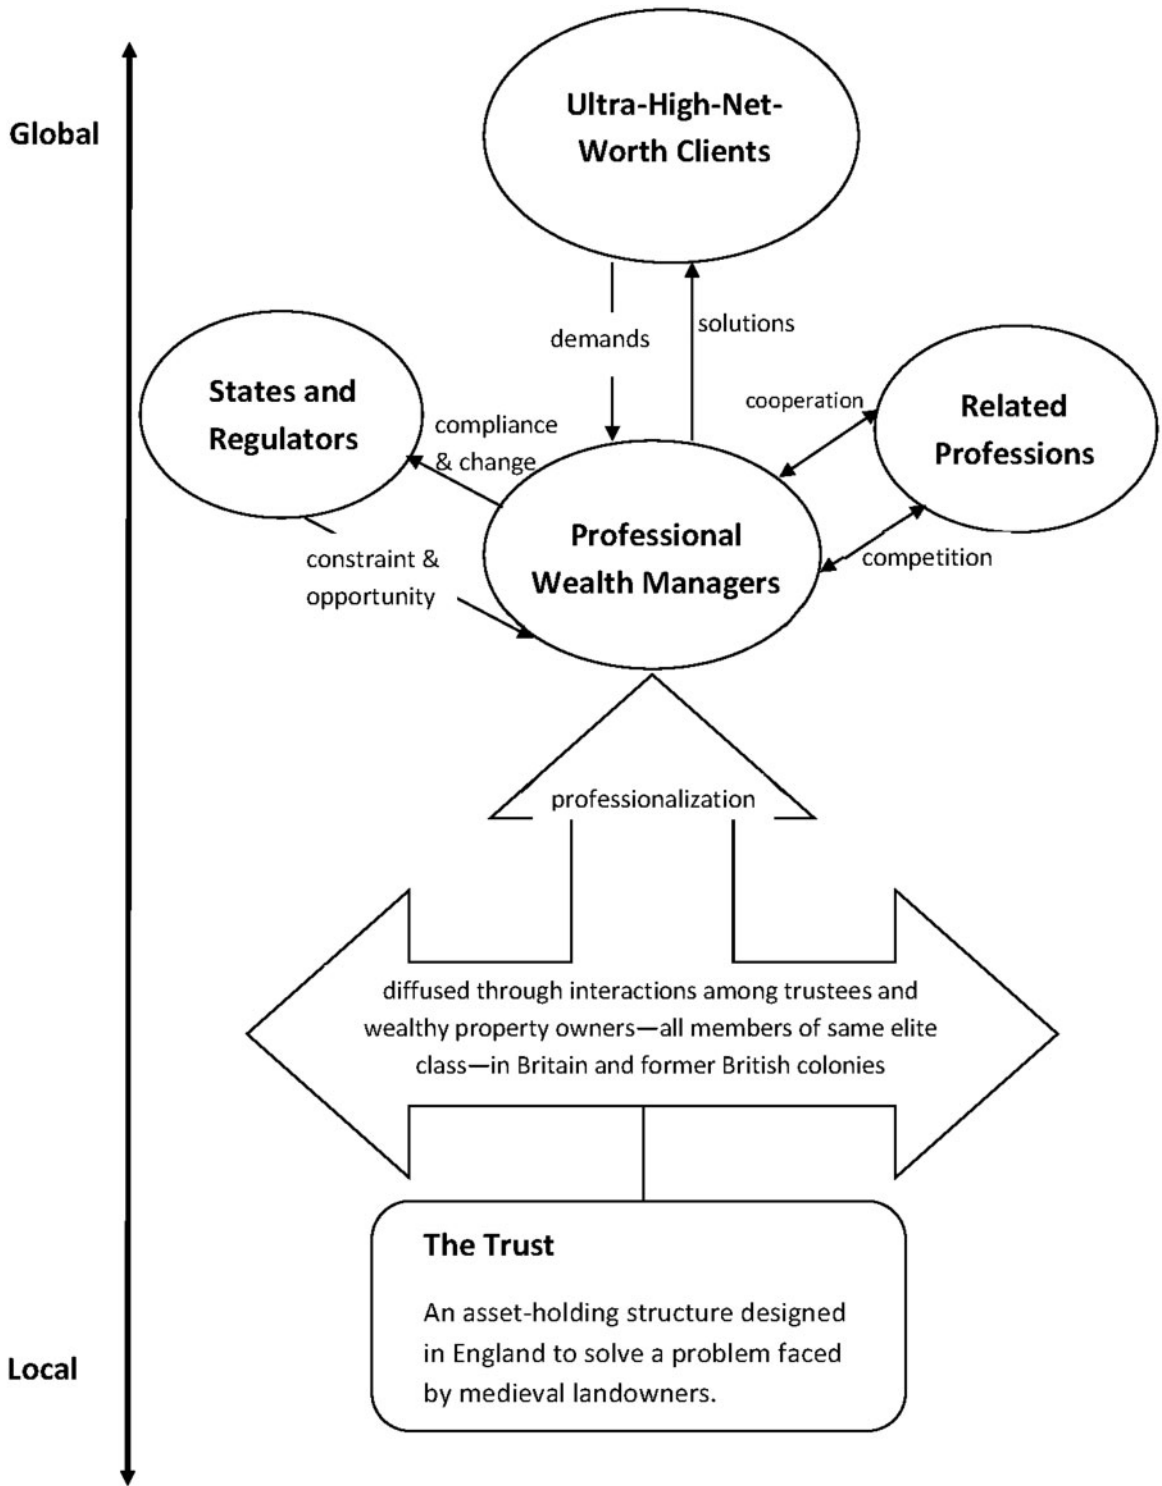 Global
Ultra-High-Net-
Worth Clients
demands
solutions
States and
Regulators
compliance
& change
cooperation
Related
Professions
constraint &
opportunity
Professional
Wealth Managers
competition
professionalization
diffused through interactions among trustees and
wealthy property owners—all members of same elite
class—in Britain and former British colonies
The Trust
An asset-holding structure designed
in England to solve a problem faced
by medieval landowners.
Local